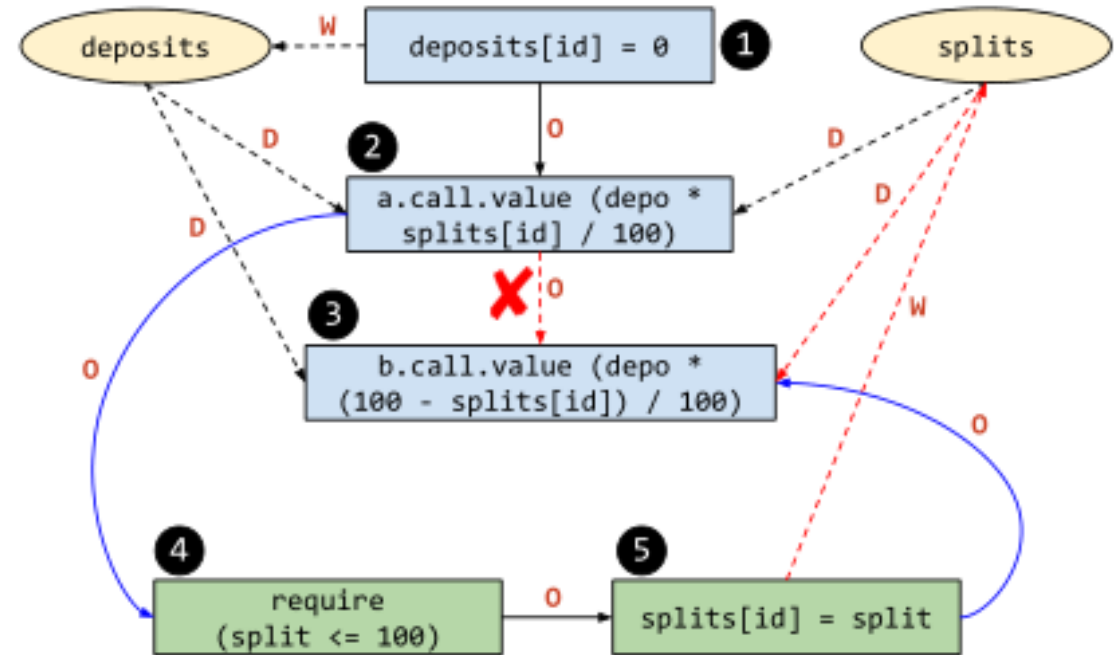 deposits
W
deposits[id] = 0
1
splits
D
O
2
D
a.call.value (depo *
splits[id] / 100)
D
D
O
3
W
b.call.value (depo *
(100 - splits[id]) / 100)
O
O
4
5
require
(split <= 100)
O
splits[id] = split